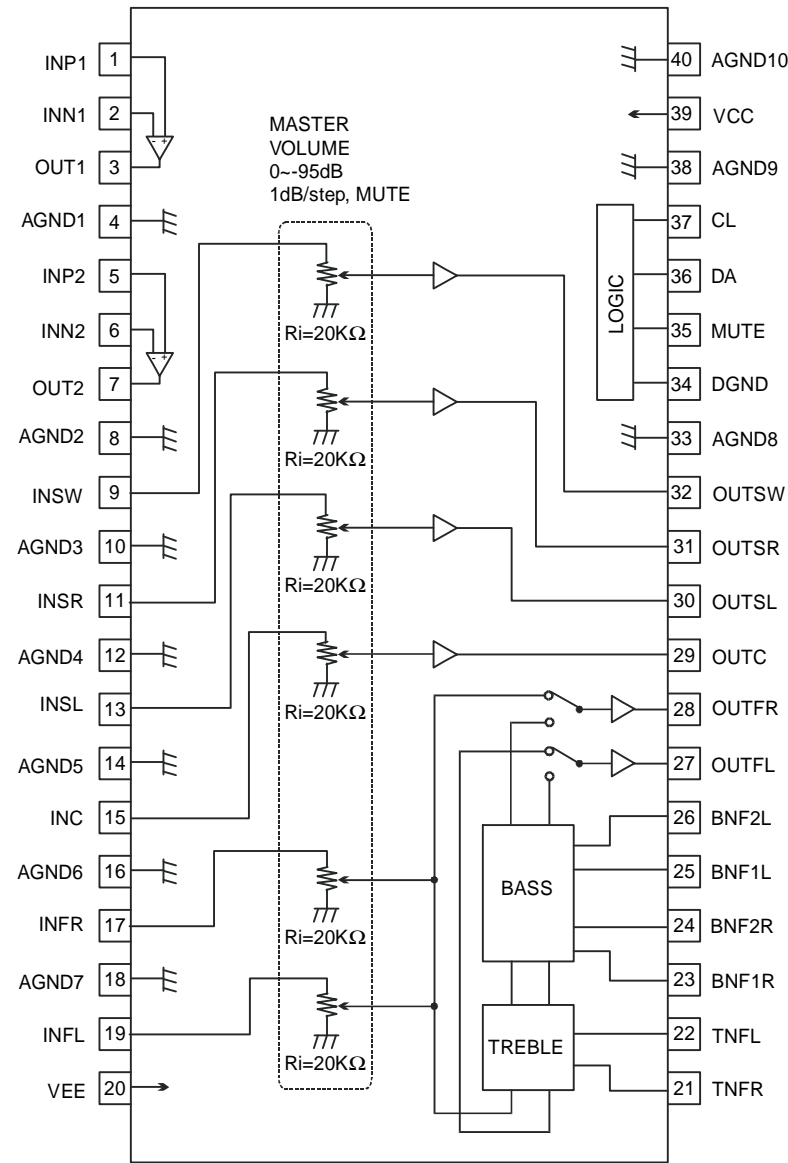 INP1 1
INN1 2
OUT1 3
AGND1 4
INP2 5
INN2 6
OUT2 7
AGND2 8
INSW 9
AGND3 10
INSR 11
AGND4 12
INSL 13
AGND5 14
INC 15
AGND6 16
INFR 17
AGND7 18
INFL 19
VEE 20
- +
- +
MASTER
VOLUME
0~-95dB
1dB/step, MUTE
Ri=20KΩ
Ri=20KΩ
Ri=20KΩ
Ri=20KΩ
Ri=20KΩ
Ri=20KΩ
LOGIC
BASS
TREBLE
40 AGND10
39 VCC
38 AGND9
37 CL
36 DA
35 MUTE
34 DGND
33 AGND8
32 OUTSW
31 OUTSR
30 OUTSL
29 OUTC
28 OUTFR
27 OUTFL
26 BNF2L
25 BNF1L
24 BNF2R
23 BNF1R
22 TNFL
21 TNFR